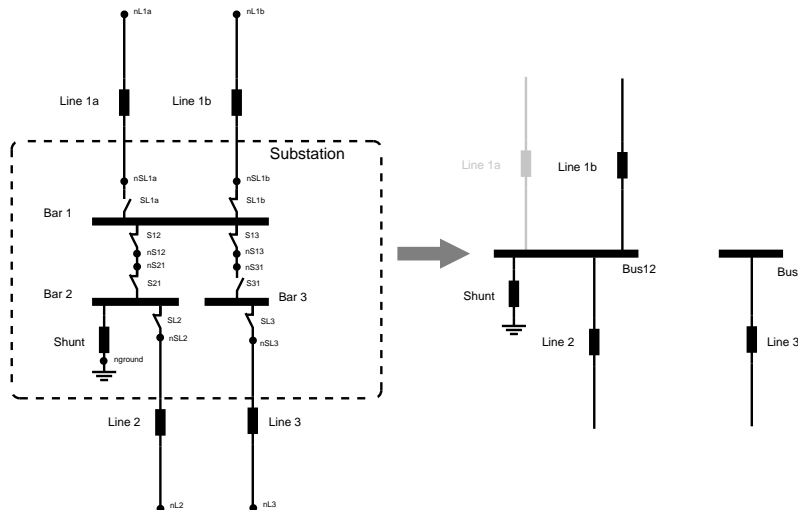 nL1a
nL1b
Line 1a
Line 1b
Substation
nSL1a
nSL1b
SL1a
SL1b
Bar 1
S12
S13
nS12
nS13
nS21
nS31
S21
S31
Bar 2
Bar 3
SL2
SL3
Shunt
nSL2
nSL3
nground
Line 2
Line 3
nL2
nL3
Line 1a
Line 1b
Bus12
Bus
Shunt
Line 2
Line 3